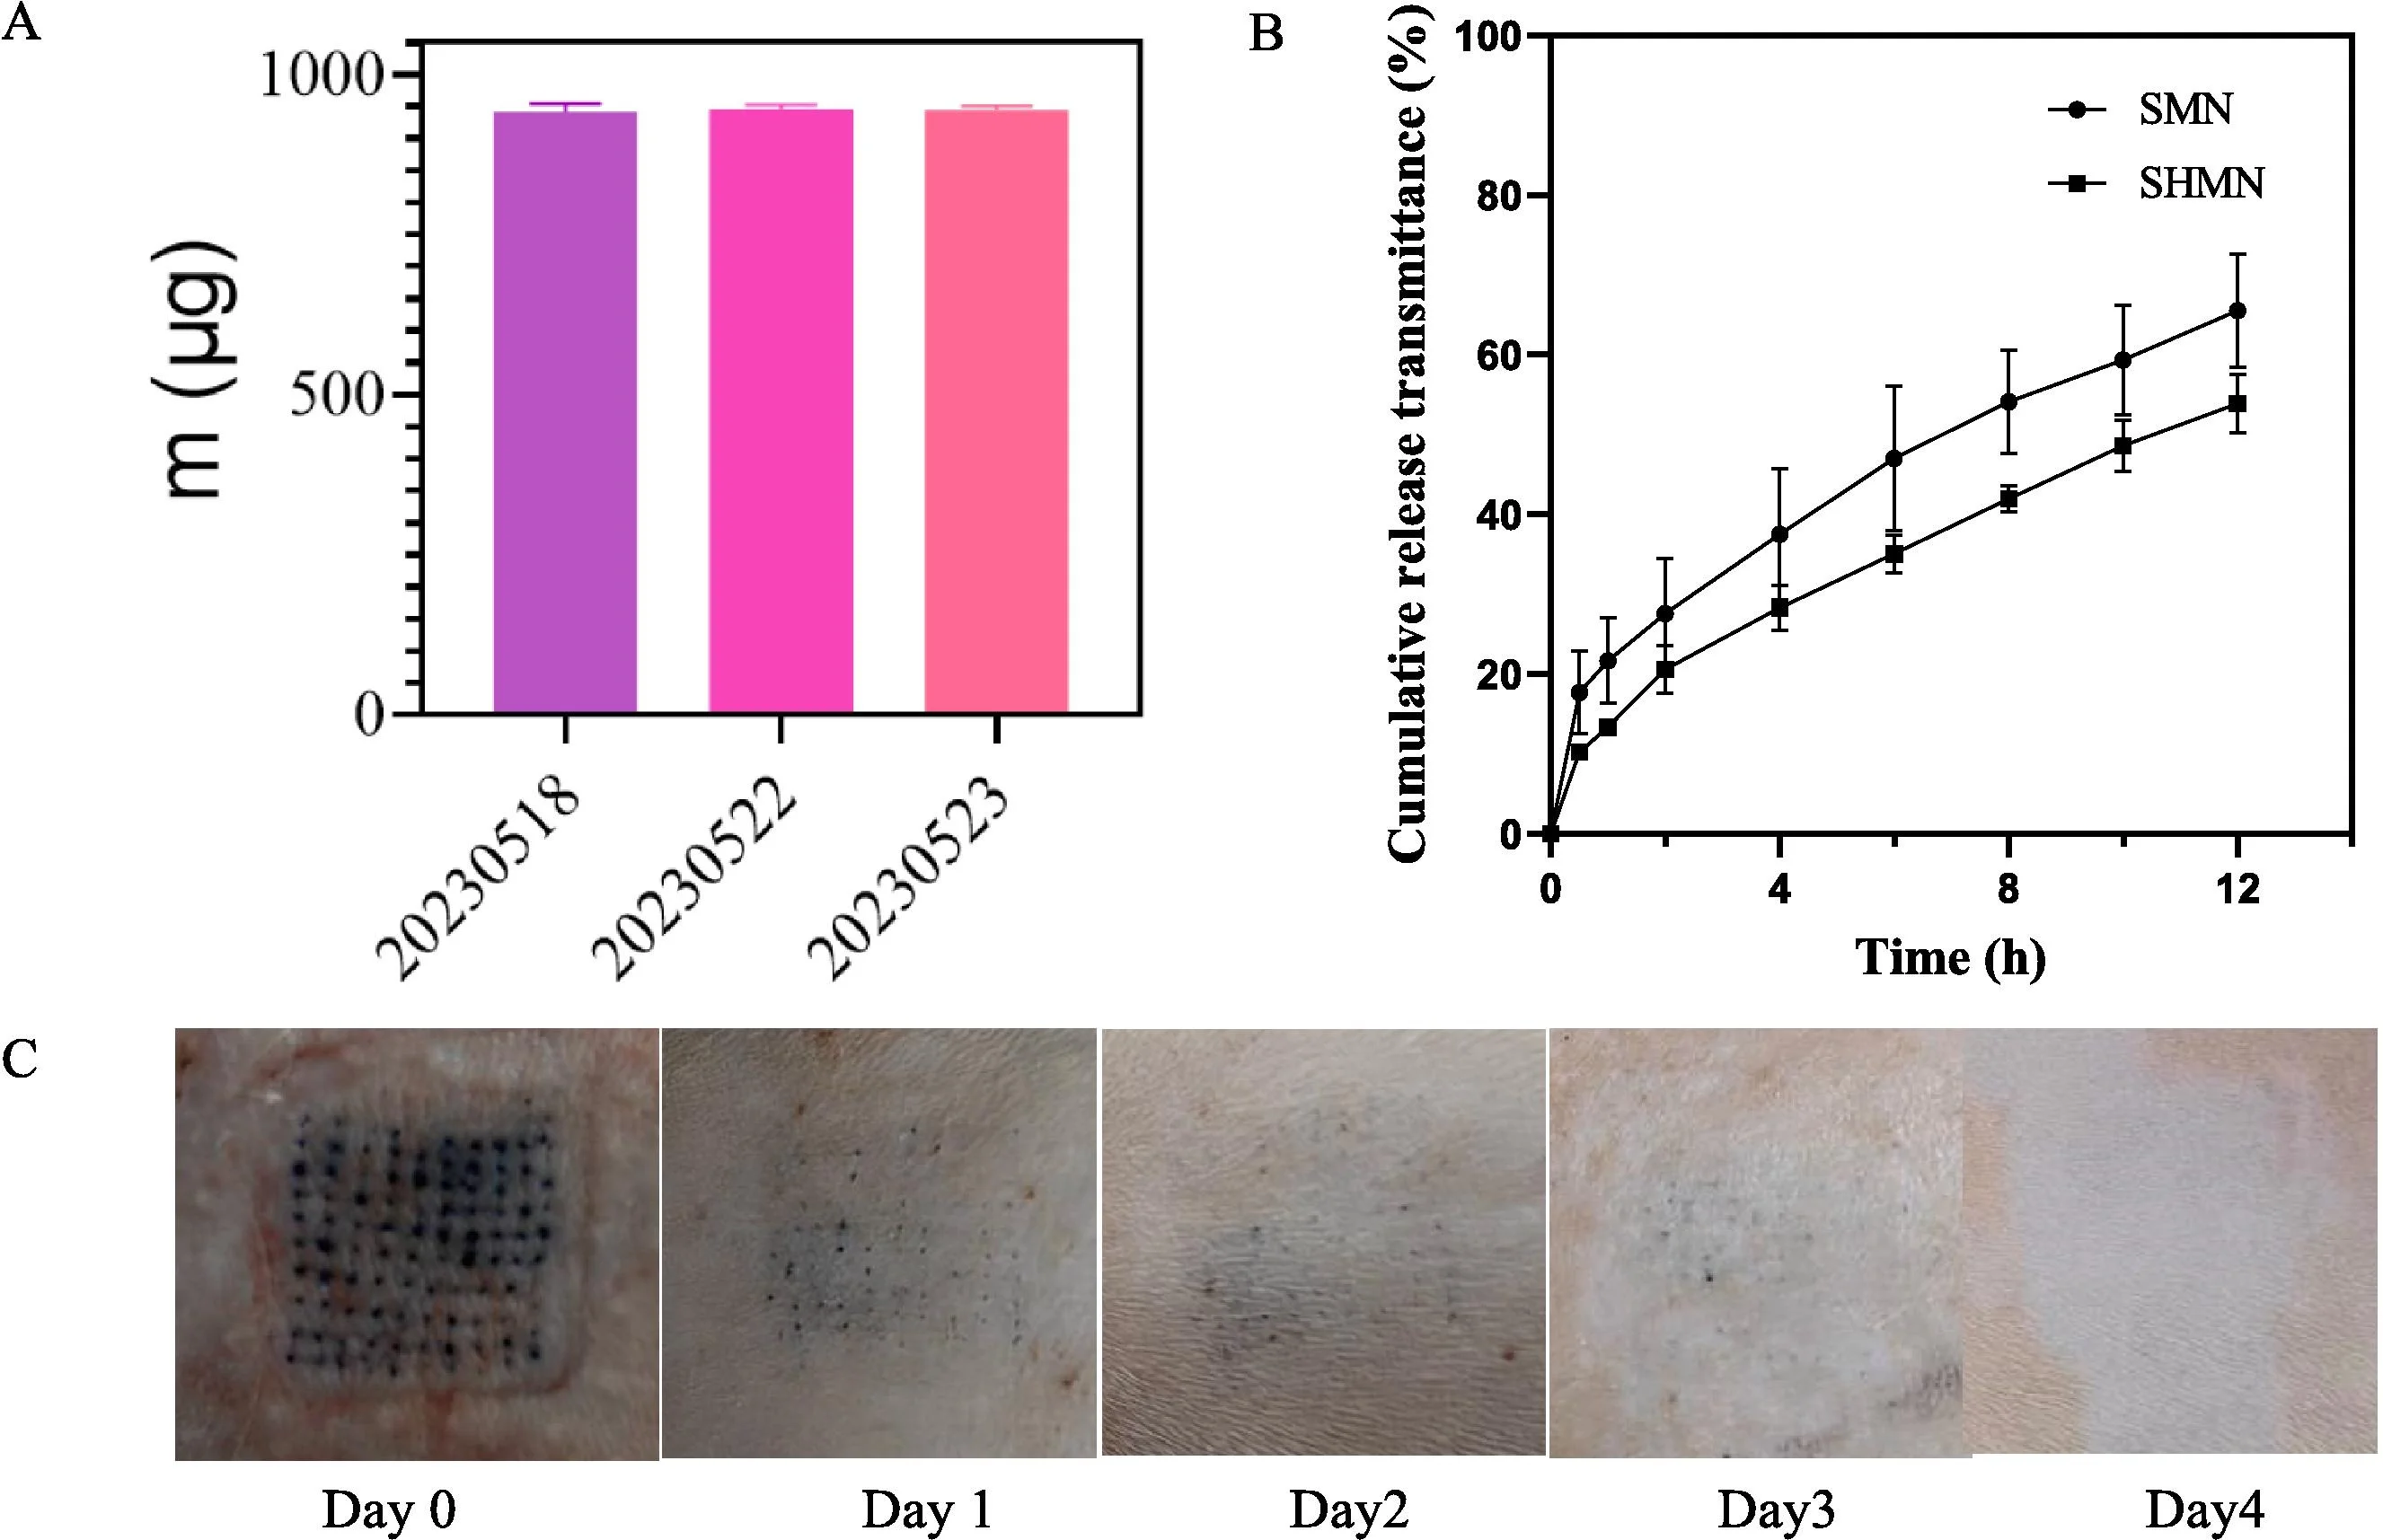 A
m (µg)
1000
500
0
20230518
20230522
20230523
B
Cumulative release transmittance (%)
100
80
60
40
20
0
SMN
SHMN
0 4 8 12
Time (h)
C
Day 0 Day 1 Day2 Day3 Day4